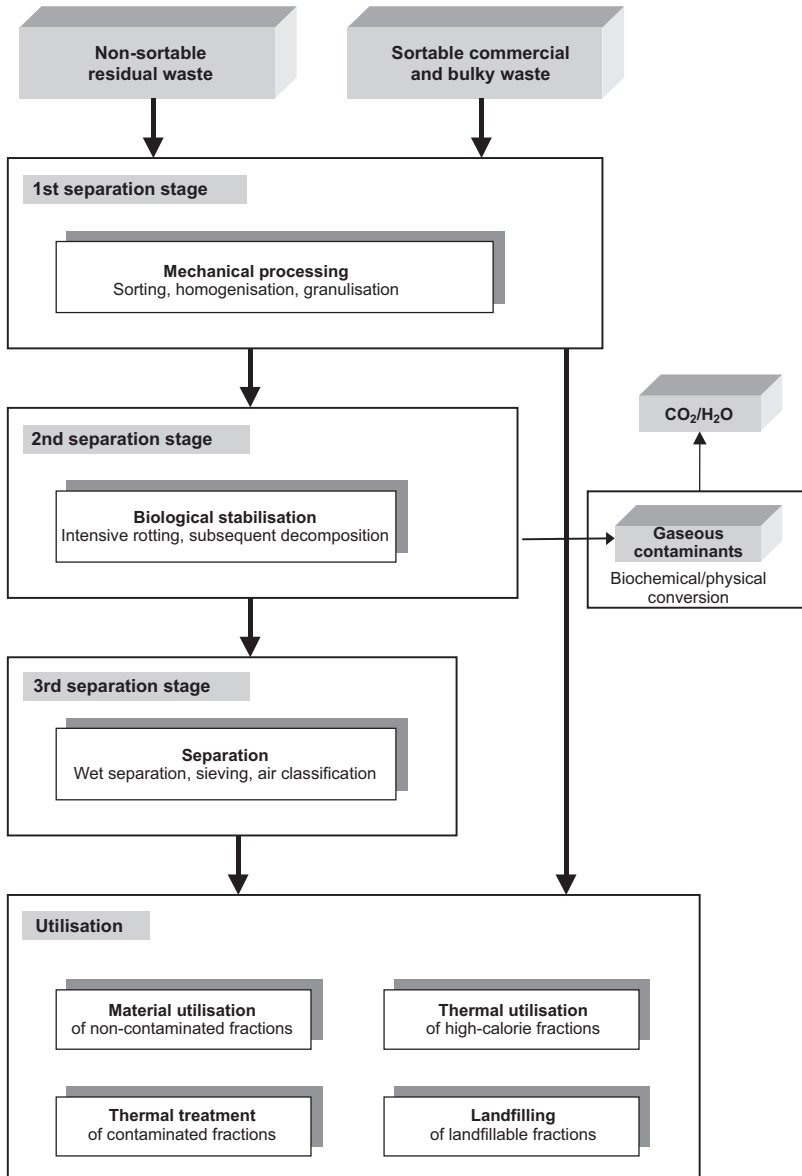 Non-sortable
residual waste
Sortable commercial
and bulky waste
1st separation stage
Mechanical processing
Sorting, homogenisation, granulisation
2nd separation stage
Biological stabilisation
Intensive rotting, subsequent decomposition
CO₂/H₂O
Gaseous
contaminants
Biochemical/physical
conversion
3rd separation stage
Separation
Wet separation, sieving, air classification
Utilisation
Material utilisation
of non-contaminated fractions
Thermal utilisation
of high-calorie fractions
Thermal treatment
of contaminated fractions
Landfilling
of landfillable fractions